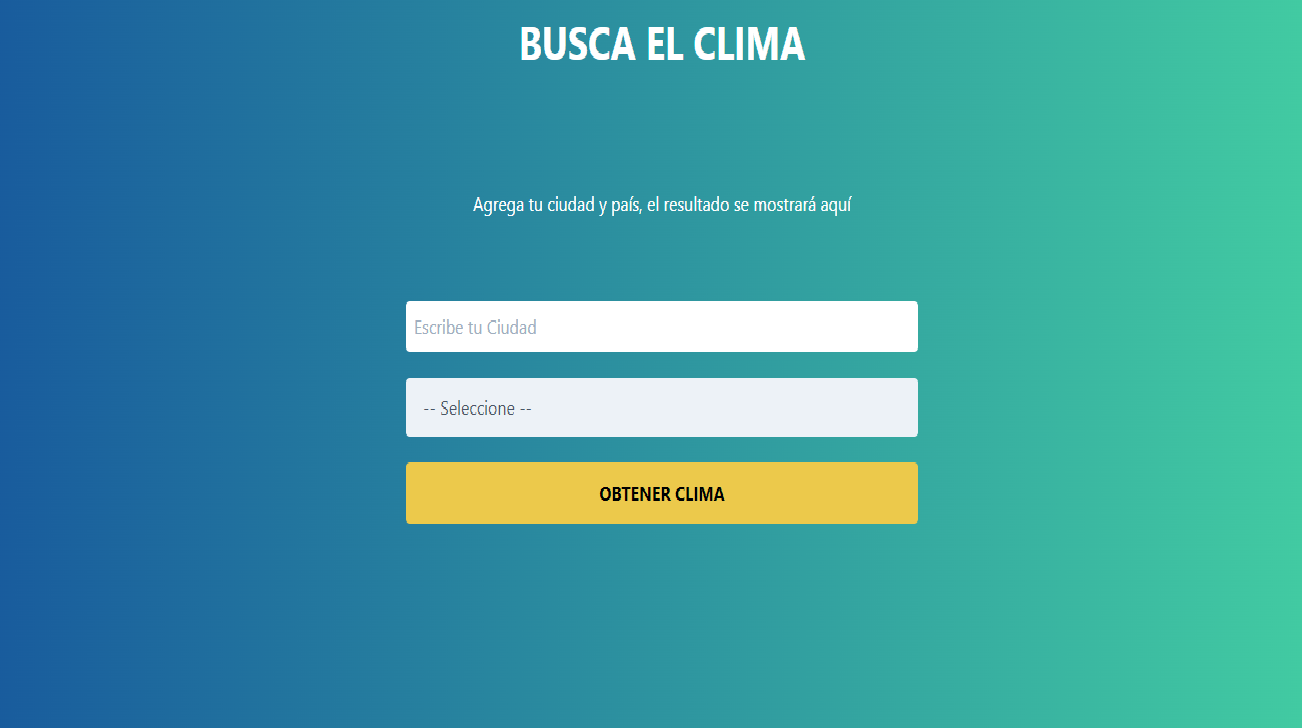 BUSCA EL CLIMA
Agrega tu ciudad y país, el resultado se mostrará aquí
Escribe tu Ciudad
-- Seleccione --
OBTENER CLIMA